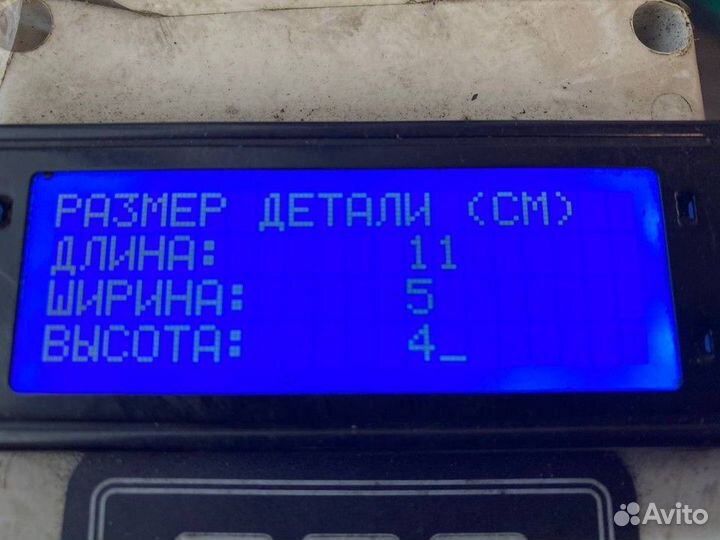 РАЗМЕР ДЕТАЛИ (СМ)
ДЛИНА: 11
ШИРИНА: 5
ВЫСОТА: 4_
Avito